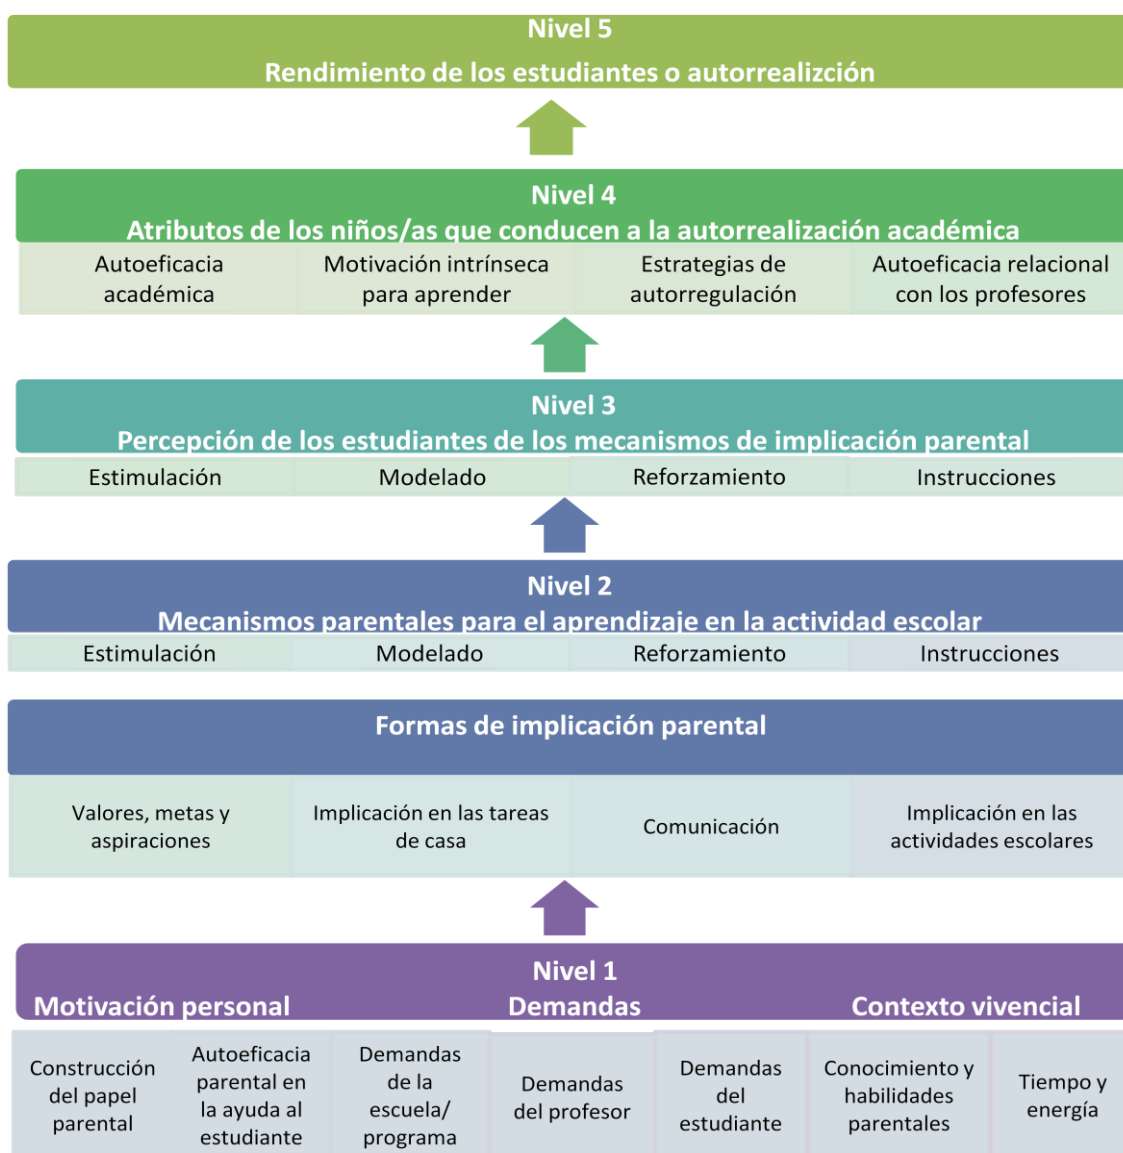 Nivel 5
Rendimiento de los estudiantes o autorrealizción
Nivel 4
Atributos de los niños/as que conducen a la autorrealización académica
Autoeficacia
académica
Motivación intrínseca
para aprender
Estrategias de
autorregulación
Autoeficacia relacional
con los profesores
Nivel 3
Percepción de los estudiantes de los mecanismos de implicación parental
Estimulación
Modelado
Reforzamiento
Instrucciones
Nivel 2
Mecanismos parentales para el aprendizaje en la actividad escolar
Estimulación
Modelado
Reforzamiento
Instrucciones
Formas de implicación parental
Valores, metas y
aspiraciones
Implicación en las tareas
de casa
Comunicación
Implicación en las
actividades escolares
Nivel 1
Motivación personal
Demandas
Contexto vivencial
Construcción
del papel
parental
Autoeficacia
parental en
la ayuda al
estudiante
Demandas
de la
escuela/
programa
Demandas
del profesor
Demandas
del
estudiante
Conocimiento y
habilidades
parentales
Tiempo y
energía